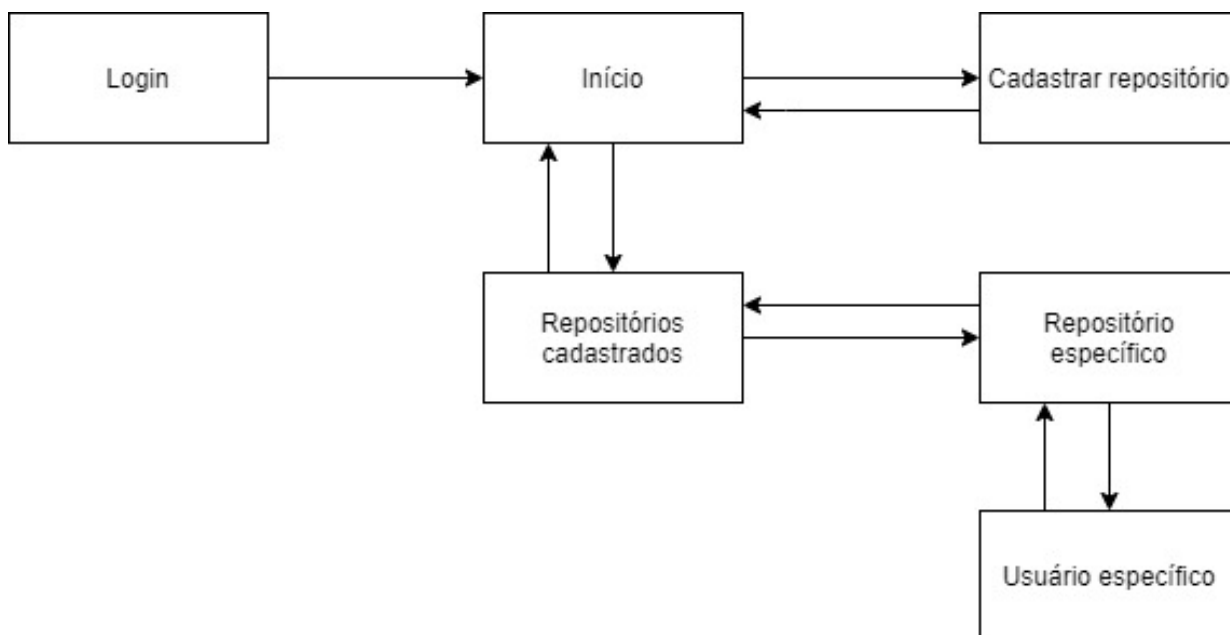 Login
Início
Cadastrar repositório
Repositórios
cadastrados
Repositório
específico
Usuário específico